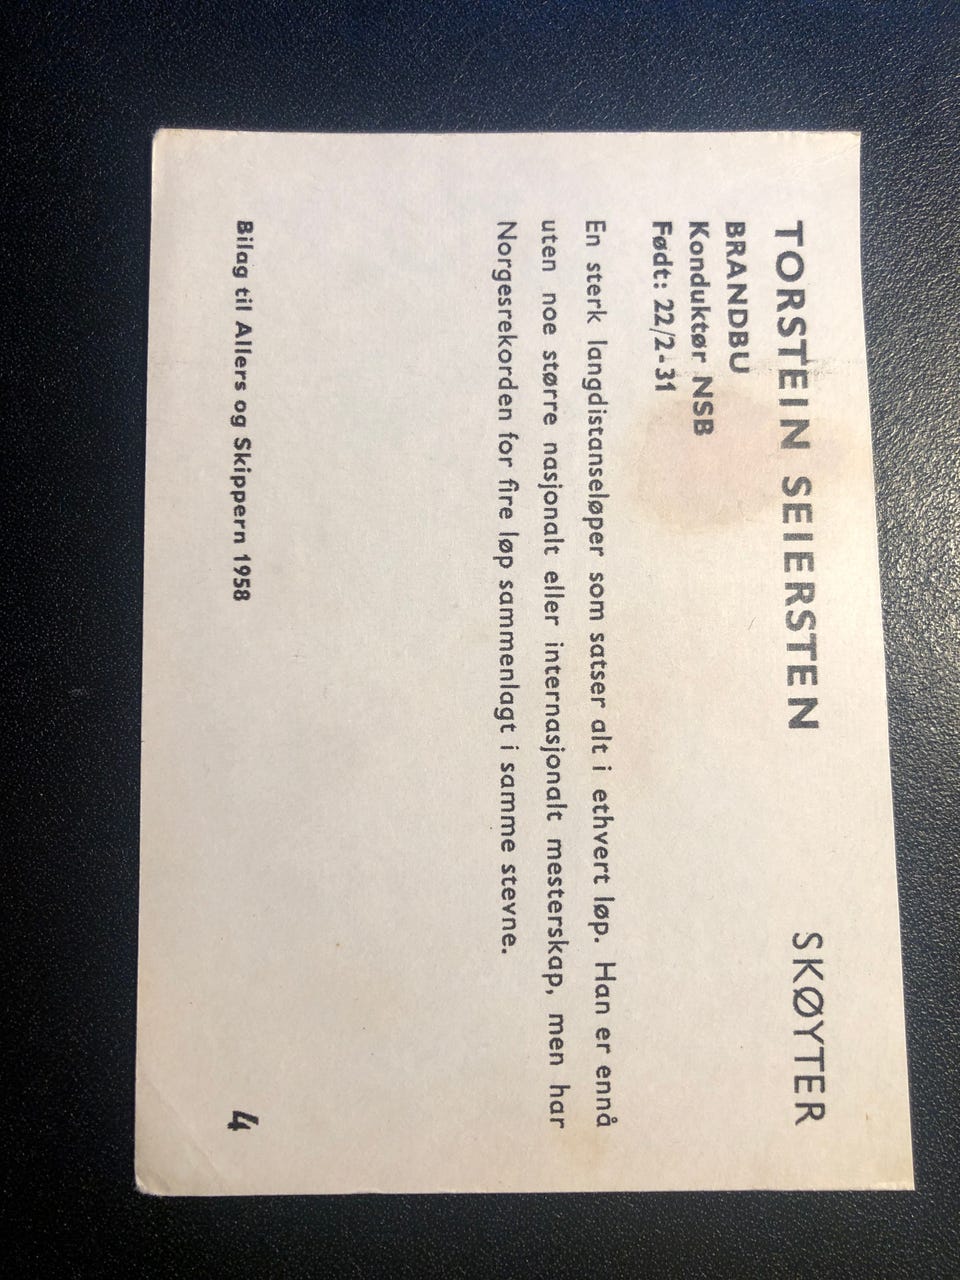 TORSTEIN SEIERSTEN SKØYTER
BRANDBU
Konduktør NSB
Født: 22/2-31
En sterk langdistanseløper som satser alt i ethvert løp. Han er ennå
uten noe større nasjonalt eller internasjonalt mesterskap, men har
Norgesrekorden for fire løp sammenlagt i samme stevne.
Bilag til Allers og Skippern 1958 4